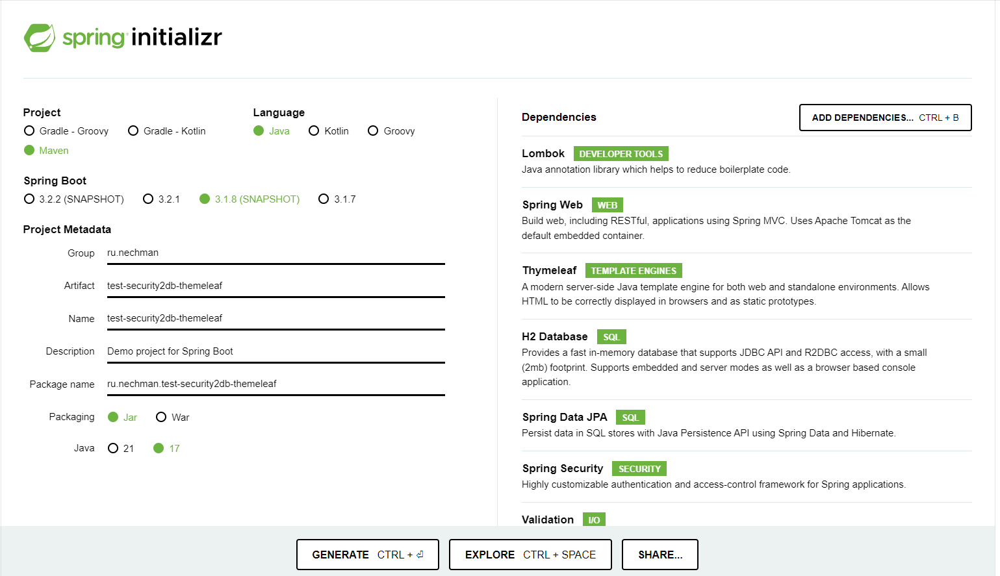 spring initializr
Project
Gradle - Groovy Gradle - Kotlin
Maven
Language
Java Kotlin Groovy
Spring Boot
3.2.2 (SNAPSHOT) 3.2.1 3.1.8 (SNAPSHOT) 3.1.7
Project Metadata
Group ru.nechman
Artifact test-security2db-themeleaf
Name test-security2db-themeleaf
Description Demo project for Spring Boot
Package name ru.nechman.test-security2db-themeleaf
Packaging Jar War
Java 21 17
Dependencies
ADD DEPENDENCIES... CTRL + B
Lombok DEVELOPER TOOLS
Java annotation library which helps to reduce boilerplate code.
Spring Web WEB
Build web, including RESTful, applications using Spring MVC. Uses Apache Tomcat as the
default embedded container.
Thymeleaf TEMPLATE ENGINES
A modern server-side Java template engine for both web and standalone environments. Allows
HTML to be correctly displayed in browsers and as static prototypes.
H2 Database SQL
Provides a fast in-memory database that supports JDBC API and R2DBC access, with a small
(2mb) footprint. Supports embedded and server modes as well as a browser based console
application.
Spring Data JPA SQL
Persist data in SQL stores with Java Persistence API using Spring Data and Hibernate.
Spring Security SECURITY
Highly customizable authentication and access-control framework for Spring applications.
Validation I/O
GENERATE CTRL + ⏎
EXPLORE CTRL + SPACE
SHARE...